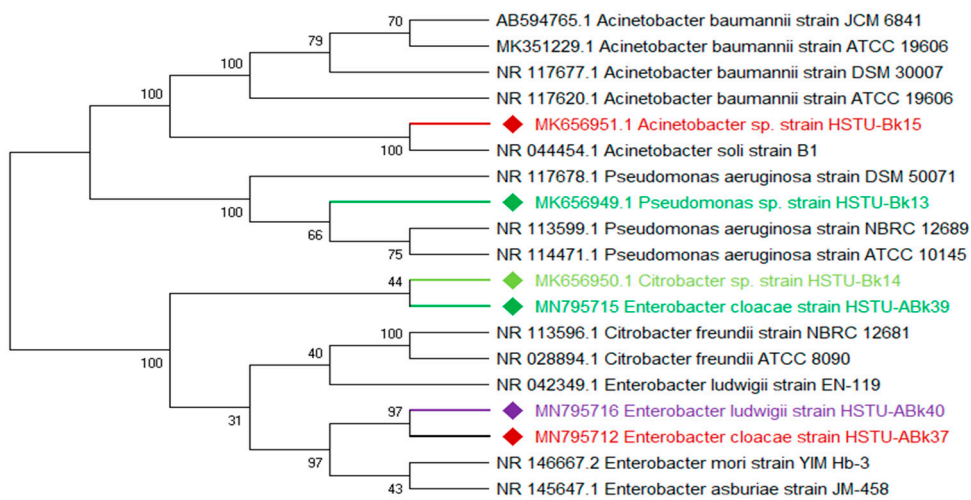 70
AB594765.1 Acinetobacter baumannii strain JCM 6841
79
MK351229.1 Acinetobacter baumannii strain ATCC 19606
100
NR 117677.1 Acinetobacter baumannii strain DSM 30007
100
NR 117620.1 Acinetobacter baumannii strain ATCC 19606
MK656951.1 Acinetobacter sp. strain HSTU-Bk15
100
NR 044454.1 Acinetobacter soli strain B1
NR 117678.1 Pseudomonas aeruginosa strain DSM 50071
100
MK656949.1 Pseudomonas sp. strain HSTU-Bk13
66
NR 113599.1 Pseudomonas aeruginosa strain NBRC 12689
75
NR 114471.1 Pseudomonas aeruginosa strain ATCC 10145
44
MK656950.1 Citrobacter sp. strain HSTU-Bk14
MN795715 Enterobacter cloacae strain HSTU-ABk39
100
100
NR 113596.1 Citrobacter freundii strain NBRC 12681
40
NR 028894.1 Citrobacter freundii ATCC 8090
NR 042349.1 Enterobacter ludwigii strain EN-119
31
97
MN795716 Enterobacter ludwigii strain HSTU-ABk40
MN795712 Enterobacter cloacae strain HSTU-ABk37
97
NR 146667.2 Enterobacter mori strain YIM Hb-3
43
NR 145647.1 Enterobacter asburiae strain JM-458